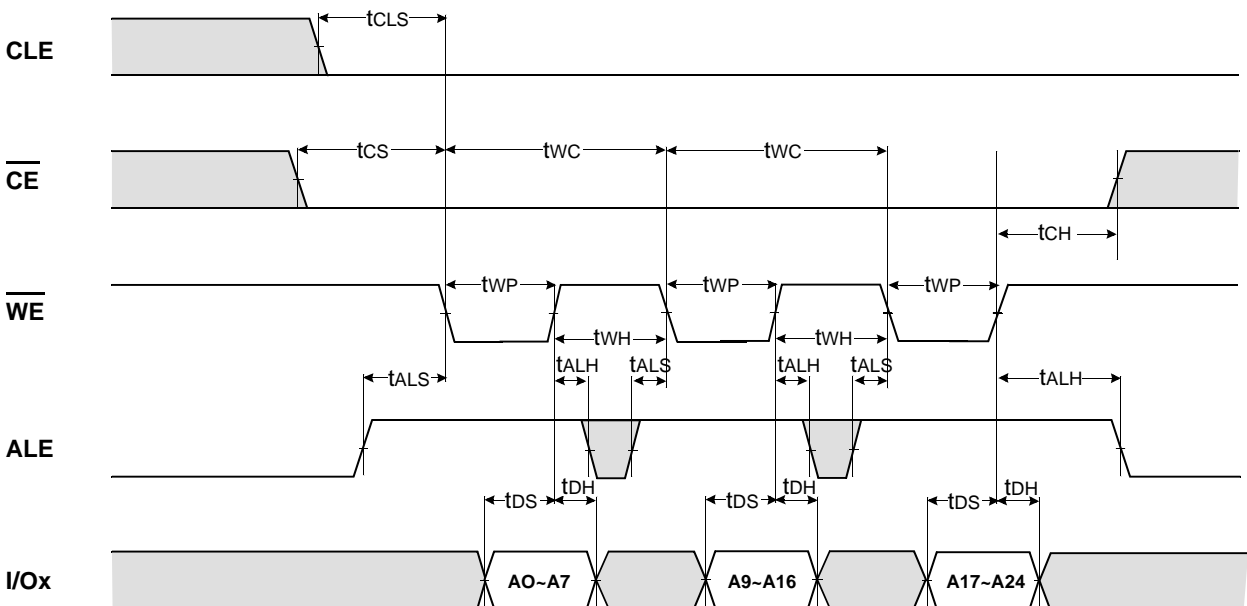 CLE
tCLS
CE
tCS
tWC
tWC
tCH
WE
tWP
tWP
tWP
tWH
tWH
tALS
tALH
tALS
tALH
tALS
tALH
ALE
tDS
tDH
tDS
tDH
tDS
tDH
I/Ox
AO~A7
A9~A16
A17~A24